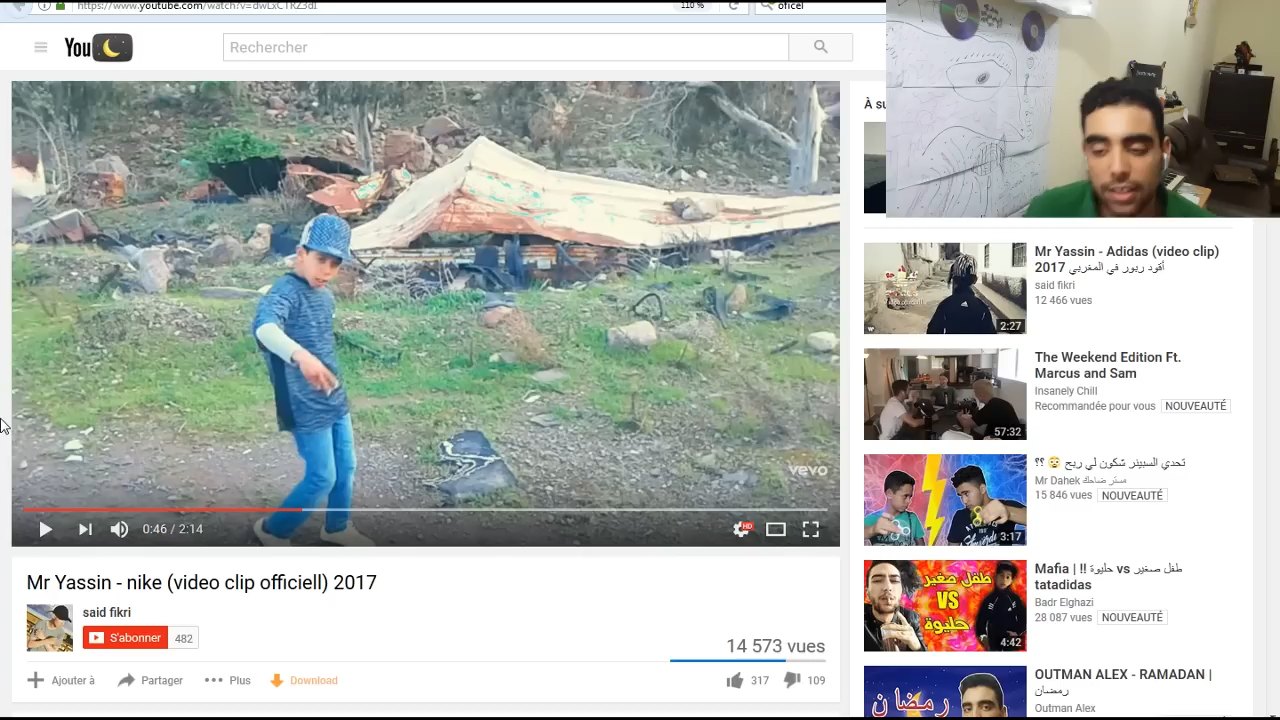 https://www.youtube.com/watch?v=dwLxCTRZ3dI
110 %
oficel
You
Rechercher
À su
vevo
0:46 / 2:14
HD
Mr Yassin - nike (video clip officiell) 2017
said fikri
S'abonner 482
14 573 vues
Ajouter à
Partager
Plus
Download
317
109
Mr Yassin - Adidas (video clip)
2017 أقود ربور في المغربي
said fikri
12 466 vues
2:27
The Weekend Edition Ft.
Marcus and Sam
Insanely Chill
Recommandée pour vous NOUVEAUTÉ
57:32
تحدي السبينر شكون لي ربح 😴 ؟؟
Mr Dahek مستر ضاحك
15 846 vues NOUVEAUTÉ
3:17
طفل صغير
VS
حليوة
4:42
Mafia | !! حليوة vs طفل صغير
tatadidas
Badr Elghazi
28 087 vues NOUVEAUTÉ
رمضان
OUTMAN ALEX - RAMADAN |
رمضان
Outman Alex